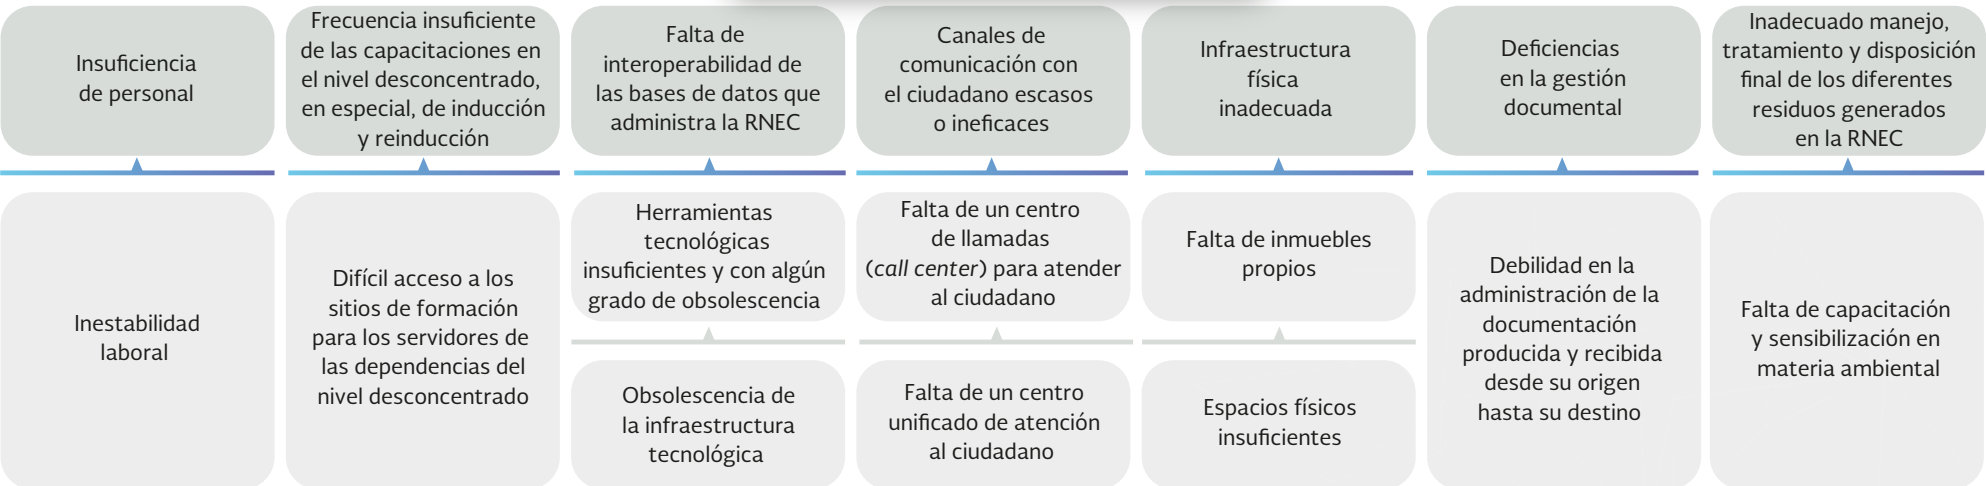 Insuficiencia
de personal
Frecuencia insuficiente
de las capacitaciones en
el nivel desconcentrado,
en especial, de inducción
y reinducción
Falta de
interoperabilidad de
las bases de datos que
administra la RNEC
Canales de
comunicación con
el ciudadano escasos
o ineficaces
Infraestructura
física
inadecuada
Deficiencias
en la gestión
documental
Inadecuado manejo,
tratamiento y disposición
final de los diferentes
residuos generados
en la RNEC
Inestabilidad
laboral
Difícil acceso a los
sitios de formación
para los servidores de
las dependencias del
nivel desconcentrado
Herramientas
tecnológicas
insuficientes y con algún
grado de obsolescencia
Obsolescencia de
la infraestructura
tecnológica
Falta de un centro
de llamadas
(call center) para atender
al ciudadano
Falta de un centro
unificado de atención
al ciudadano
Falta de inmuebles
propios
Espacios físicos
insuficientes
Debilidad en la
administración de la
documentación
producida y recibida
desde su origen
hasta su destino
Falta de capacitación
y sensibilización en
materia ambiental